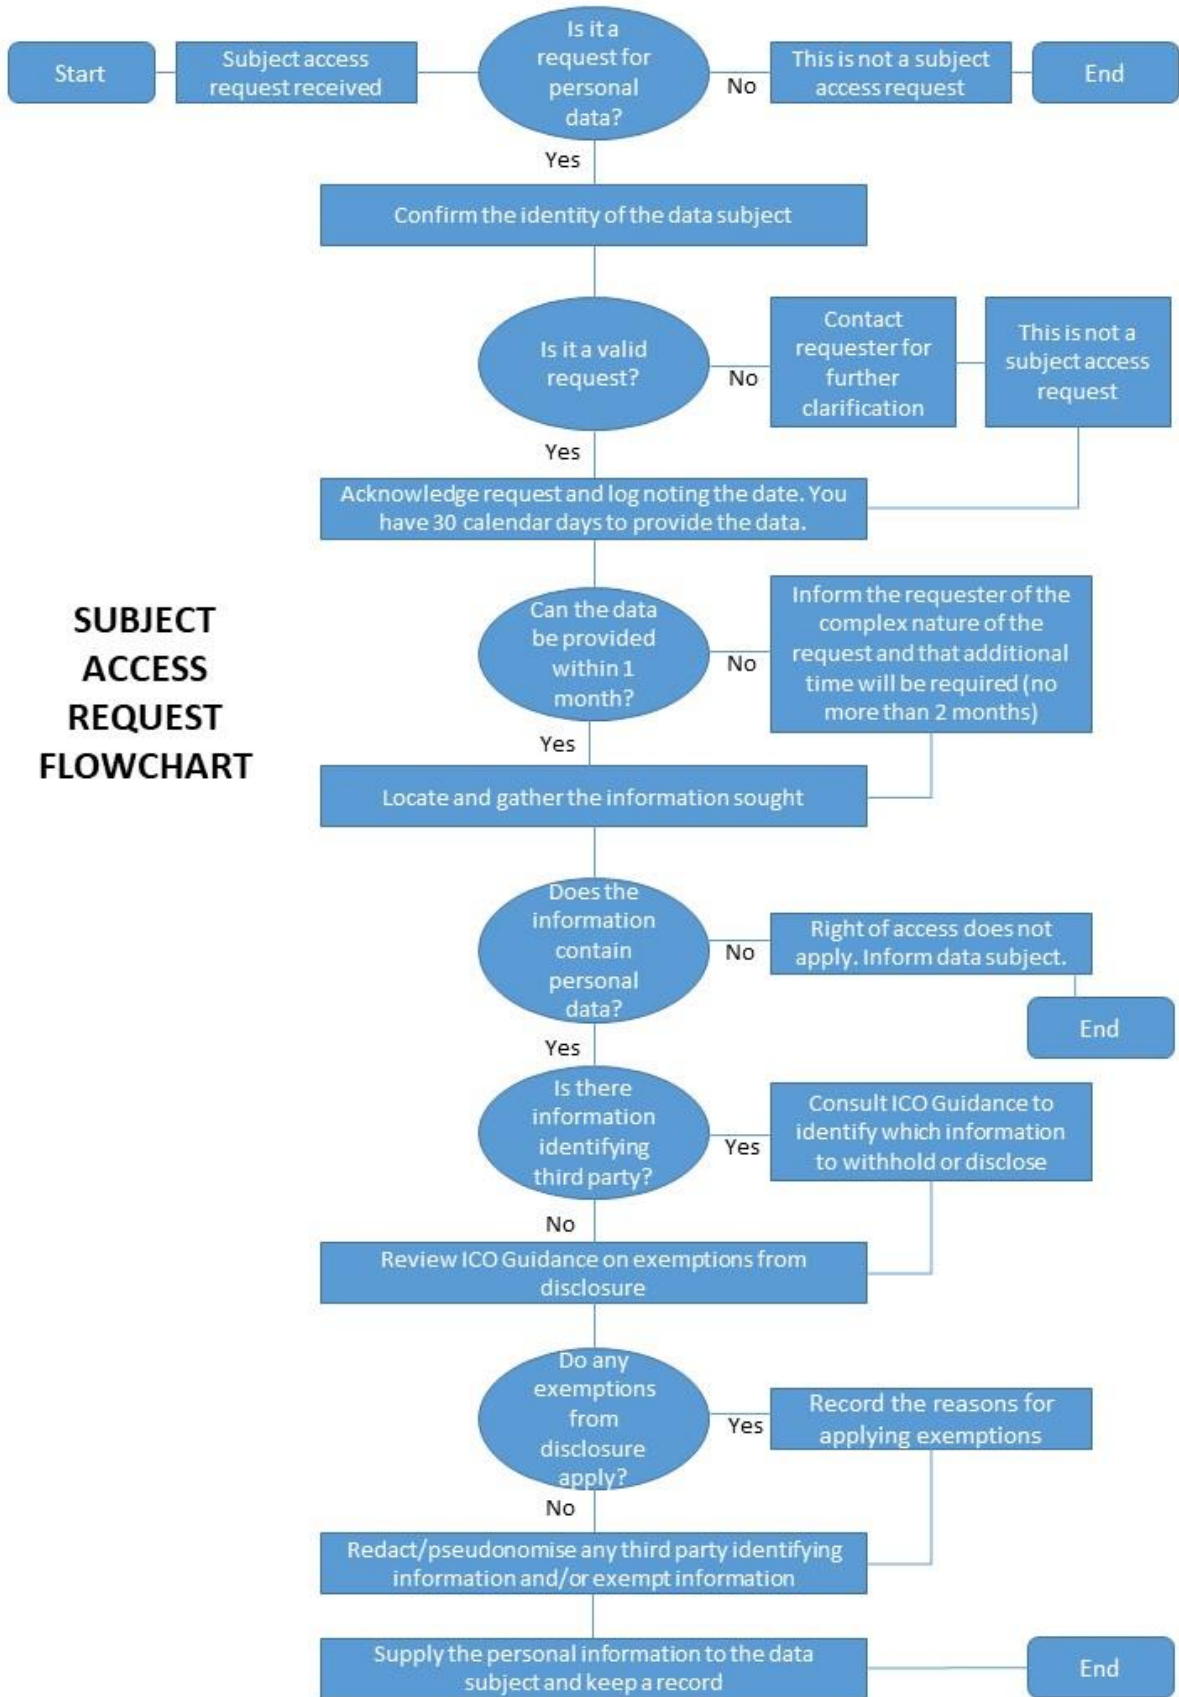 Start
Subject access
request received
Is it a
request for
personal
data?
No
This is not a subject
access request
End
Yes
Confirm the identity of the data subject
Is it a valid
request?
No
Contact
requester for
further
clarification
This is not a
subject access
request
Yes
Acknowledge request and log noting the date. You
have 30 calendar days to provide the data.
SUBJECT
ACCESS
REQUEST
FLOWCHART
Can the data
be provided
within 1
month?
No
Inform the requester of the
complex nature of the
request and that additional
time will be required (no
more than 2 months)
Yes
Locate and gather the information sought
Does the
information
contain
personal
data?
No
Right of access does not
apply. Inform data subject.
End
Yes
Is there
information
identifying
third party?
Yes
Consult ICO Guidance to
identify which information
to withhold or disclose
No
Review ICO Guidance on exemptions from
disclosure
Do any
exemptions
from
disclosure
apply?
Yes
Record the reasons for
applying exemptions
No
Redact/pseudonomise any third party identifying
information and/or exempt information
Supply the personal information to the data
subject and keep a record
End